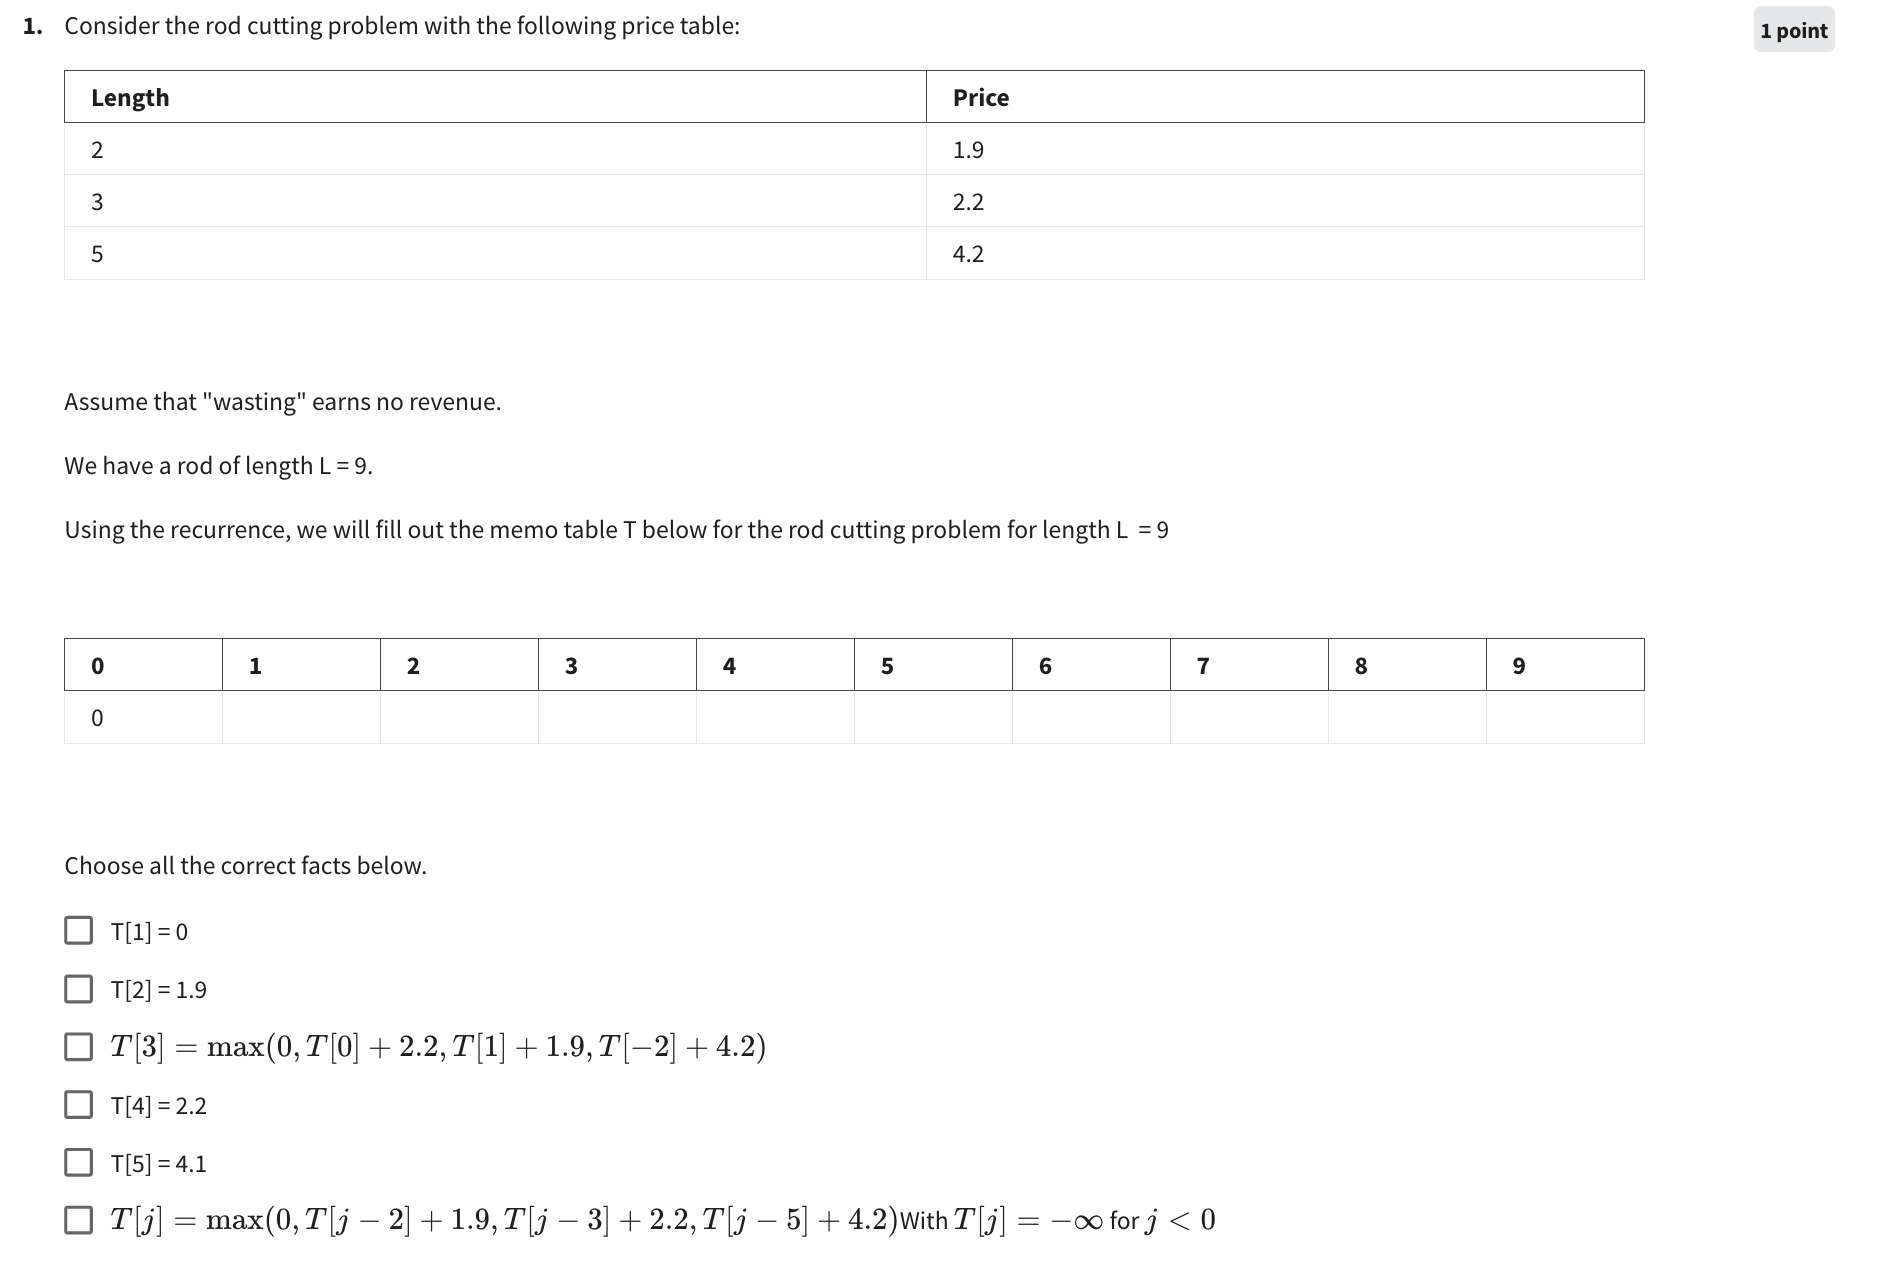 1. Consider the rod cutting problem with the following price table:
1 point
Length Price
2 1.9
3 2.2
5 4.2
Assume that "wasting" earns no revenue.
We have a rod of length L = 9.
Using the recurrence, we will fill out the memo table T below for the rod cutting problem for length L = 9
0 1 2 3 4 5 6 7 8 9
0
Choose all the correct facts below.
T[1] = 0
T[2] = 1.9
T[3] = max(0, T[0] + 2.2, T[1] + 1.9, T[−2] + 4.2)
T[4] = 2.2
T[5] = 4.1
T[j] = max(0, T[j − 2] + 1.9, T[j − 3] + 2.2, T[j − 5] + 4.2)With T[j] = −∞ for j < 0